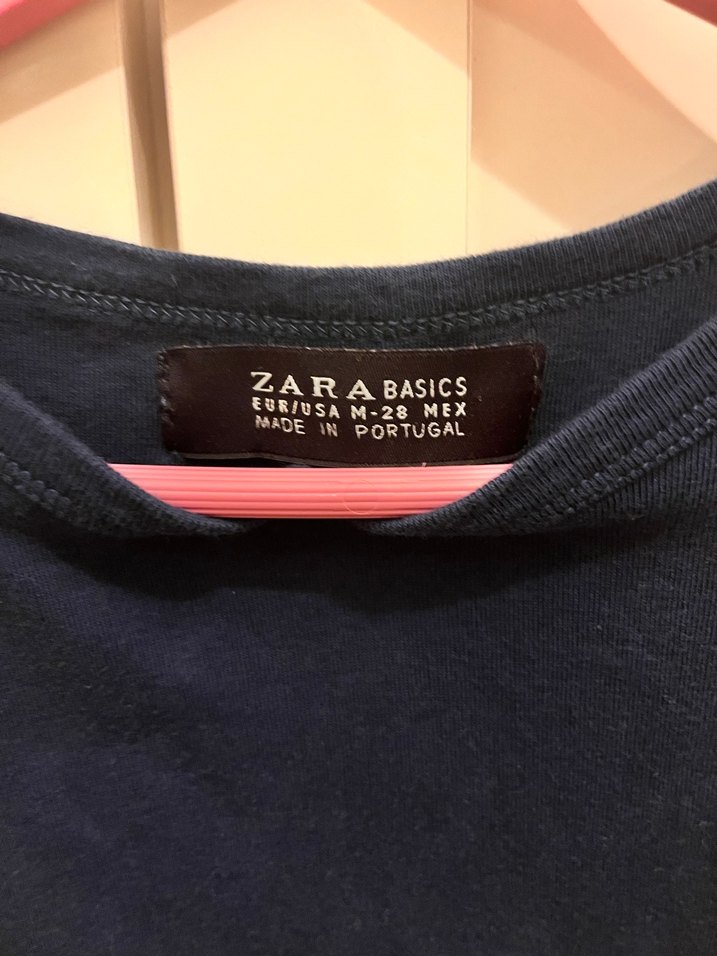 ZARA BASICS
EUR/USA M-28 MEX
MADE IN PORTUGAL